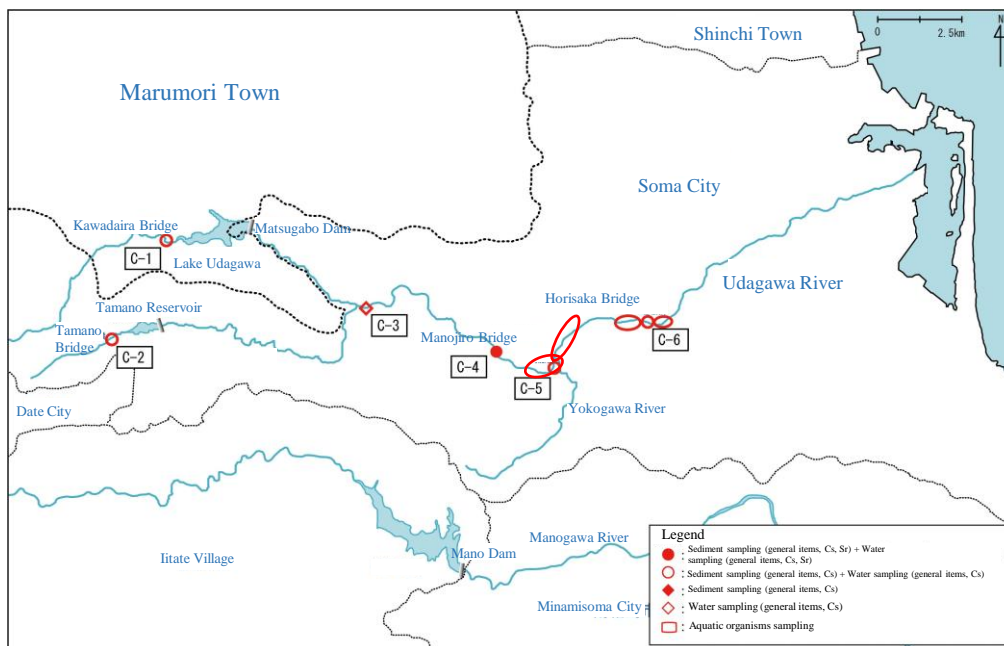 Shinchi Town
0 2.5km
4
Marumori Town
Soma City
Kawadaira Bridge
Matsugabo Dam
C-1
Lake Udagawa
Udagawa River
Tamano Reservoir
Horisaka Bridge
Tamano
Bridge
C-2
C-3
Manojiro Bridge
C-6
C-4
C-5
Date City
Yokogawa River
Iitate Village
Mano Dam
Manogawa River
Minamisoma City
Legend
: Sediment sampling (general items, Cs, Sr) + Water
sampling (general items, Cs, Sr)
: Sediment sampling (general items, Cs) + Water sampling (general items, Cs)
: Sediment sampling (general items, Cs)
: Water sampling (general items, Cs)
: Aquatic organisms sampling